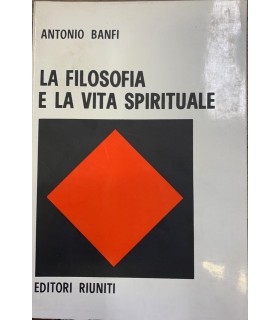 ANTONIO BANFI
LA FILOSOFIA
E LA VITA SPIRITUALE
EDITORI RIUNITI